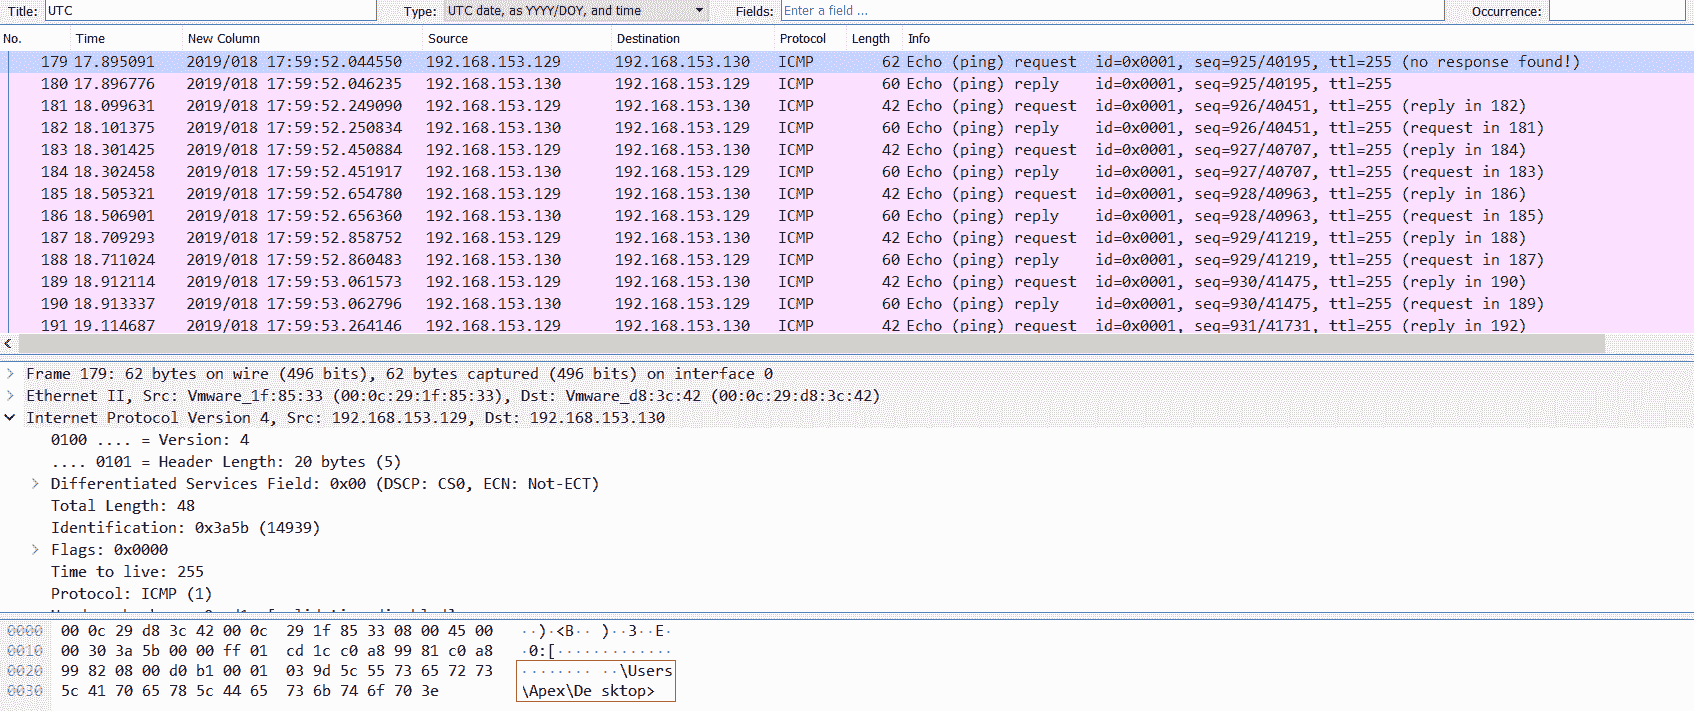 Title: UTC Type: UTC date, as YYYY/DOY, and time Fields: Enter a field ... Occurrence:
No. Time New Column Source Destination Protocol Length Info
179 17.895091 2019/018 17:59:52.044550 192.168.153.129 192.168.153.130 ICMP 62 Echo (ping) request id=0x0001, seq=925/40195, ttl=255 (no response found!)
180 17.896776 2019/018 17:59:52.046235 192.168.153.130 192.168.153.129 ICMP 60 Echo (ping) reply id=0x0001, seq=925/40195, ttl=255
181 18.099631 2019/018 17:59:52.249090 192.168.153.129 192.168.153.130 ICMP 42 Echo (ping) request id=0x0001, seq=926/40451, ttl=255 (reply in 182)
182 18.101375 2019/018 17:59:52.250834 192.168.153.130 192.168.153.129 ICMP 60 Echo (ping) reply id=0x0001, seq=926/40451, ttl=255 (request in 181)
183 18.301425 2019/018 17:59:52.450884 192.168.153.129 192.168.153.130 ICMP 42 Echo (ping) request id=0x0001, seq=927/40707, ttl=255 (reply in 184)
184 18.302458 2019/018 17:59:52.451917 192.168.153.130 192.168.153.129 ICMP 60 Echo (ping) reply id=0x0001, seq=927/40707, ttl=255 (request in 183)
185 18.505321 2019/018 17:59:52.654780 192.168.153.129 192.168.153.130 ICMP 42 Echo (ping) request id=0x0001, seq=928/40963, ttl=255 (reply in 186)
186 18.506901 2019/018 17:59:52.656360 192.168.153.130 192.168.153.129 ICMP 60 Echo (ping) reply id=0x0001, seq=928/40963, ttl=255 (request in 185)
187 18.709293 2019/018 17:59:52.858752 192.168.153.129 192.168.153.130 ICMP 42 Echo (ping) request id=0x0001, seq=929/41219, ttl=255 (reply in 188)
188 18.711024 2019/018 17:59:52.860483 192.168.153.130 192.168.153.129 ICMP 60 Echo (ping) reply id=0x0001, seq=929/41219, ttl=255 (request in 187)
189 18.912114 2019/018 17:59:53.061573 192.168.153.129 192.168.153.130 ICMP 42 Echo (ping) request id=0x0001, seq=930/41475, ttl=255 (reply in 190)
190 18.913337 2019/018 17:59:53.062796 192.168.153.130 192.168.153.129 ICMP 60 Echo (ping) reply id=0x0001, seq=930/41475, ttl=255 (request in 189)
191 19.114687 2019/018 17:59:53.264146 192.168.153.129 192.168.153.130 ICMP 42 Echo (ping) request id=0x0001, seq=931/41731, ttl=255 (reply in 192)
Frame 179: 62 bytes on wire (496 bits), 62 bytes captured (496 bits) on interface 0
Ethernet II, Src: Vmware_1f:85:33 (00:0c:29:1f:85:33), Dst: Vmware_d8:3c:42 (00:0c:29:d8:3c:42)
Internet Protocol Version 4, Src: 192.168.153.129, Dst: 192.168.153.130
0100 .... = Version: 4
.... 0101 = Header Length: 20 bytes (5)
Differentiated Services Field: 0x00 (DSCP: CS0, ECN: Not-ECT)
Total Length: 48
Identification: 0x3a5b (14939)
Flags: 0x0000
Time to live: 255
Protocol: ICMP (1)
0000 00 0c 29 d8 3c 42 00 0c 29 1f 85 33 08 00 45 00 ··)·<B·· )··3··E·
0010 00 30 3a 5b 00 00 ff 01 cd 1c c0 a8 99 81 c0 a8 ·0:[···· ········
0020 99 82 08 00 d0 b1 00 01 03 9d 5c 55 73 65 72 73 ········ ··\Users
0030 5c 41 70 65 78 5c 44 65 73 6b 74 6f 70 3e \Apex\De sktop>